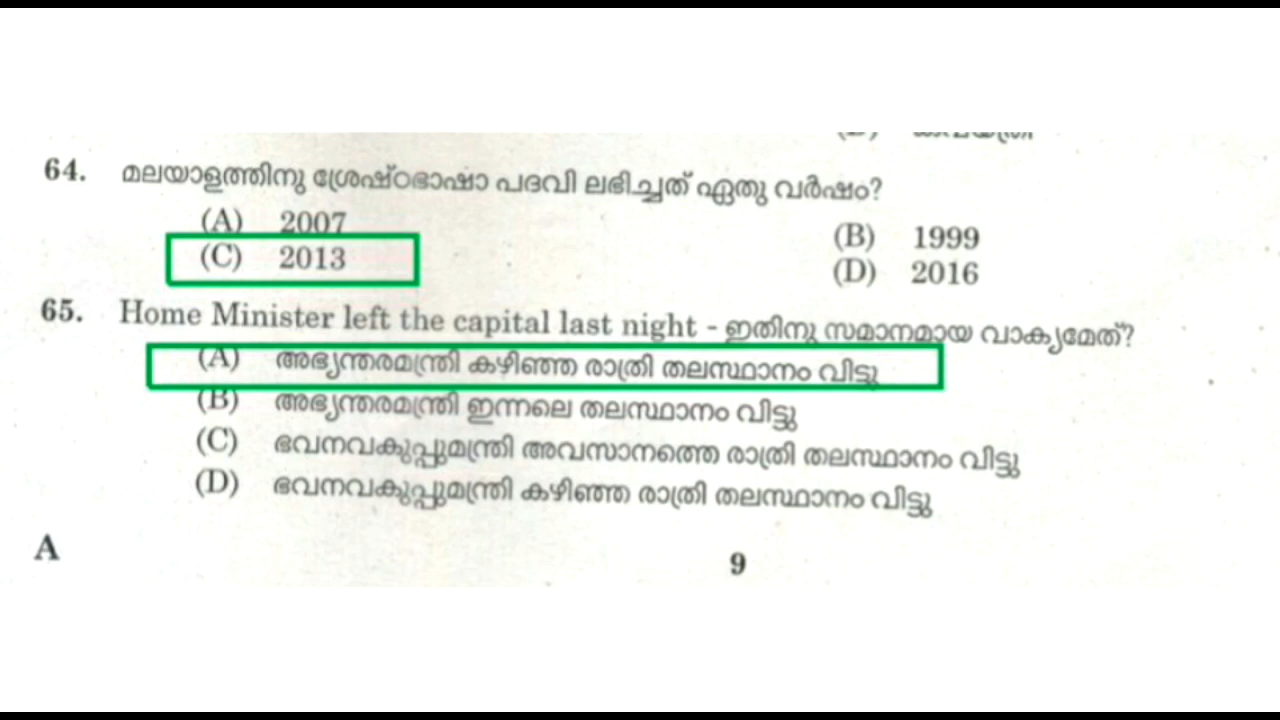 64. മലയാളത്തിനു ശ്രേഷ്ഠഭാഷാ പദവി ലഭിച്ചത് ഏതു വർഷം?
(A) 2007 (B) 1999
(C) 2013 (D) 2016
65. Home Minister left the capital last night - ഇതിനു സമാനമായ വാക്യമേത്?
(A) അഭ്യന്തരമന്ത്രി കഴിഞ്ഞ രാത്രി തലസ്ഥാനം വിട്ടു
(B) അഭ്യന്തരമന്ത്രി ഇന്നലെ തലസ്ഥാനം വിട്ടു
(C) ഭവനവകുപ്പുമന്ത്രി അവസാനത്തെ രാത്രി തലസ്ഥാനം വിട്ടു
(D) ഭവനവകുപ്പുമന്ത്രി കഴിഞ്ഞ രാത്രി തലസ്ഥാനം വിട്ടു
A 9